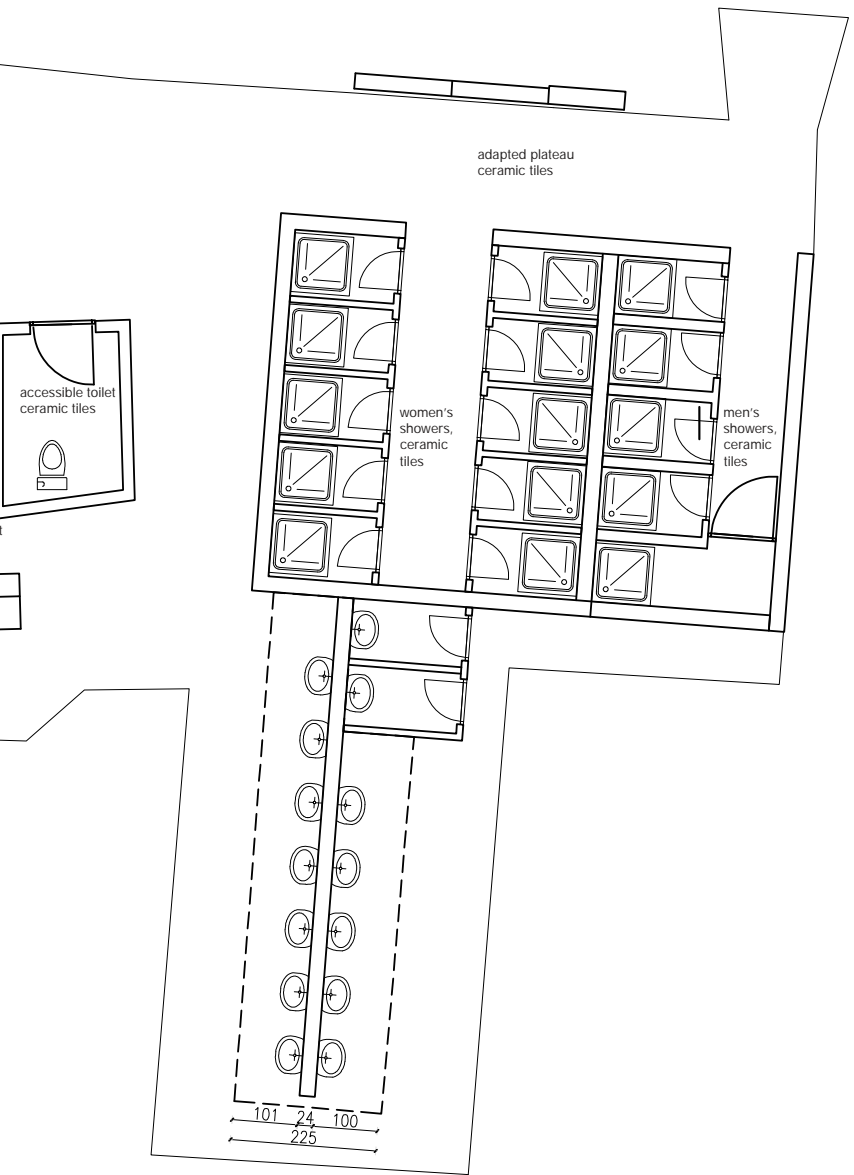 adapted plateau
ceramic tiles
accessible toilet
ceramic tiles
women's
showers,
ceramic
tiles
men's
showers,
ceramic
tiles
t
101 24 100
225